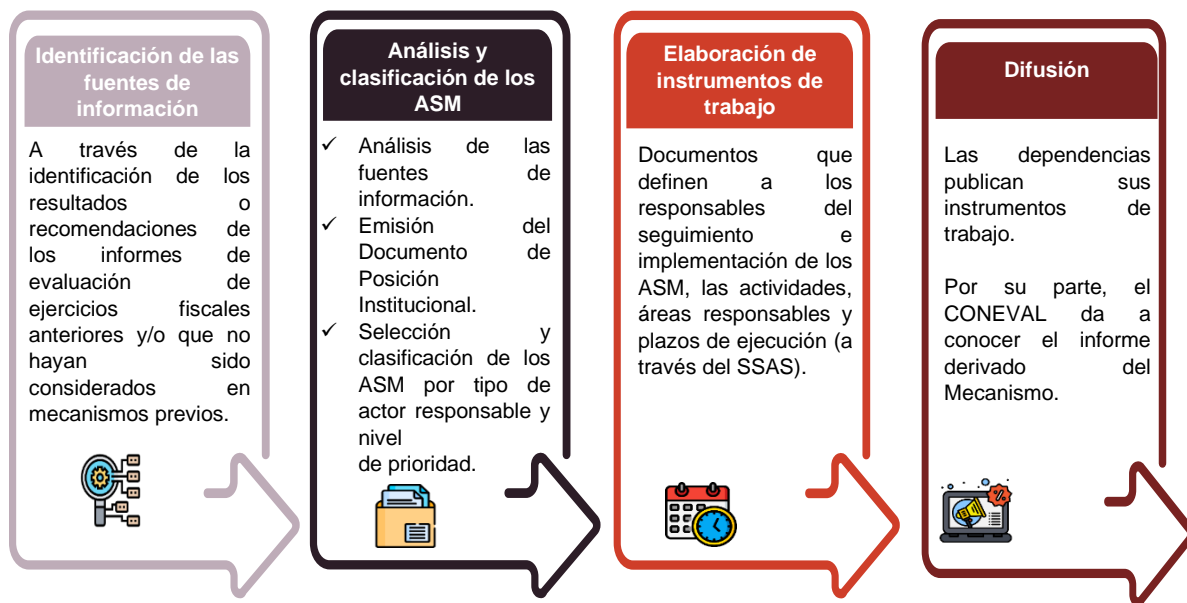 Identificación de las
fuentes de
información
A través de la
identificación de los
resultados o
recomendaciones de
los informes de
evaluación de
ejercicios fiscales
anteriores y/o que no
hayan sido
considerados en
mecanismos previos.
Análisis y
clasificación de los
ASM
✓ Análisis de las
fuentes de
información.
✓ Emisión del
Documento de
Posición
Institucional.
✓ Selección y
clasificación de los
ASM por tipo de
actor responsable y
nivel
de prioridad.
Elaboración de
instrumentos de
trabajo
Documentos que
definen a los
responsables del
seguimiento e
implementación de los
ASM, las actividades,
áreas responsables y
plazos de ejecución (a
través del SSAS).
Difusión
Las dependencias
publican sus
instrumentos de
trabajo.
Por su parte, el
CONEVAL da a
conocer el informe
derivado del
Mecanismo.
%